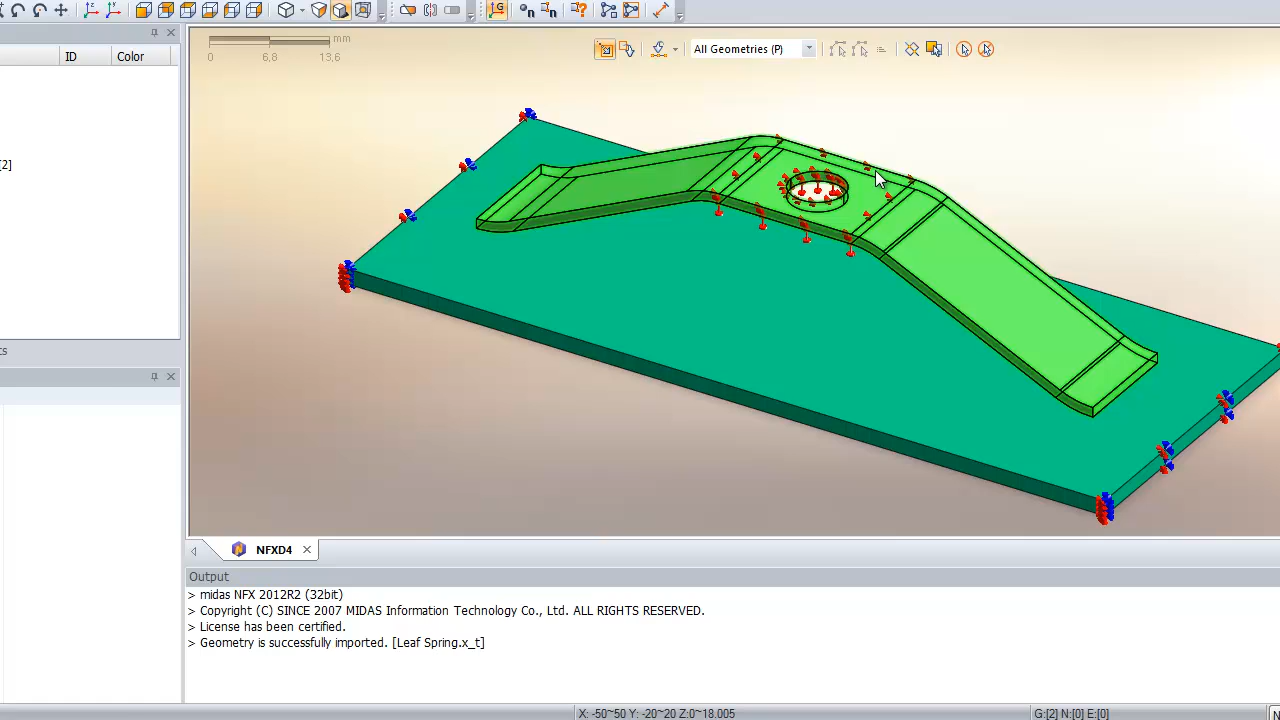 G
?
mm
0 6,8 13,6
All Geometries (P)
ID Color
[2]
ts
NFXD4
Output
> midas NFX 2012R2 (32bit)
> Copyright (C) SINCE 2007 MIDAS Information Technology Co., Ltd. ALL RIGHTS RESERVED.
> License has been certified.
> Geometry is successfully imported. [Leaf Spring.x_t]
X: -50~50 Y: -20~20 Z:0~18.005
G:[2] N:[0] E:[0]
N